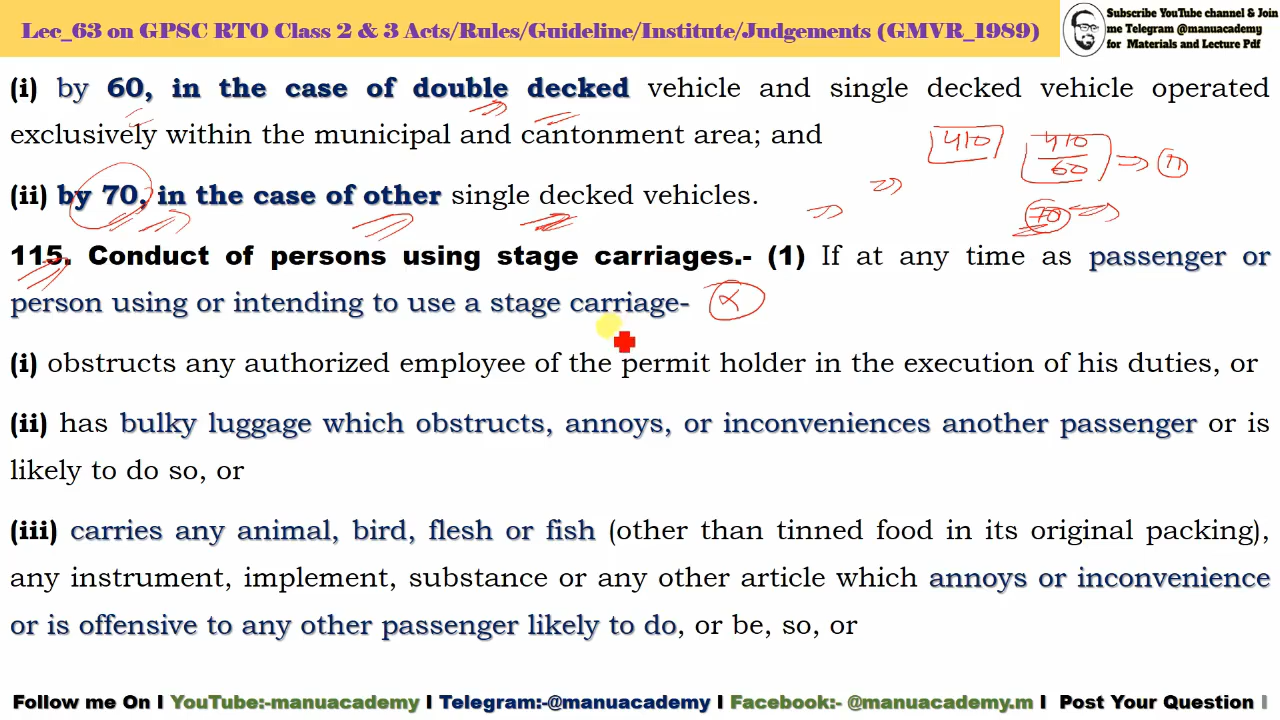 Lec_63 on GPSC RTO Class 2 & 3 Acts/Rules/Guideline/Institute/Judgements (GMVR_1989)
Subscribe YouTube channel & Join
me Telegram @manuacademy
for Materials and Lecture Pdf
(i) by 60, in the case of double decked vehicle and single decked vehicle operated
exclusively within the municipal and cantonment area; and
410
410
60
(ii) by 70, in the case of other single decked vehicles.
70
115. Conduct of persons using stage carriages.- (1) If at any time as passenger or
person using or intending to use a stage carriage-
(i) obstructs any authorized employee of the permit holder in the execution of his duties, or
(ii) has bulky luggage which obstructs, annoys, or inconveniences another passenger or is
likely to do so, or
(iii) carries any animal, bird, flesh or fish (other than tinned food in its original packing),
any instrument, implement, substance or any other article which annoys or inconvenience
or is offensive to any other passenger likely to do, or be, so, or
Follow me On I YouTube:-manuacademy I Telegram:-@manuacademy I Facebook:- @manuacademy.m I Post Your Question I